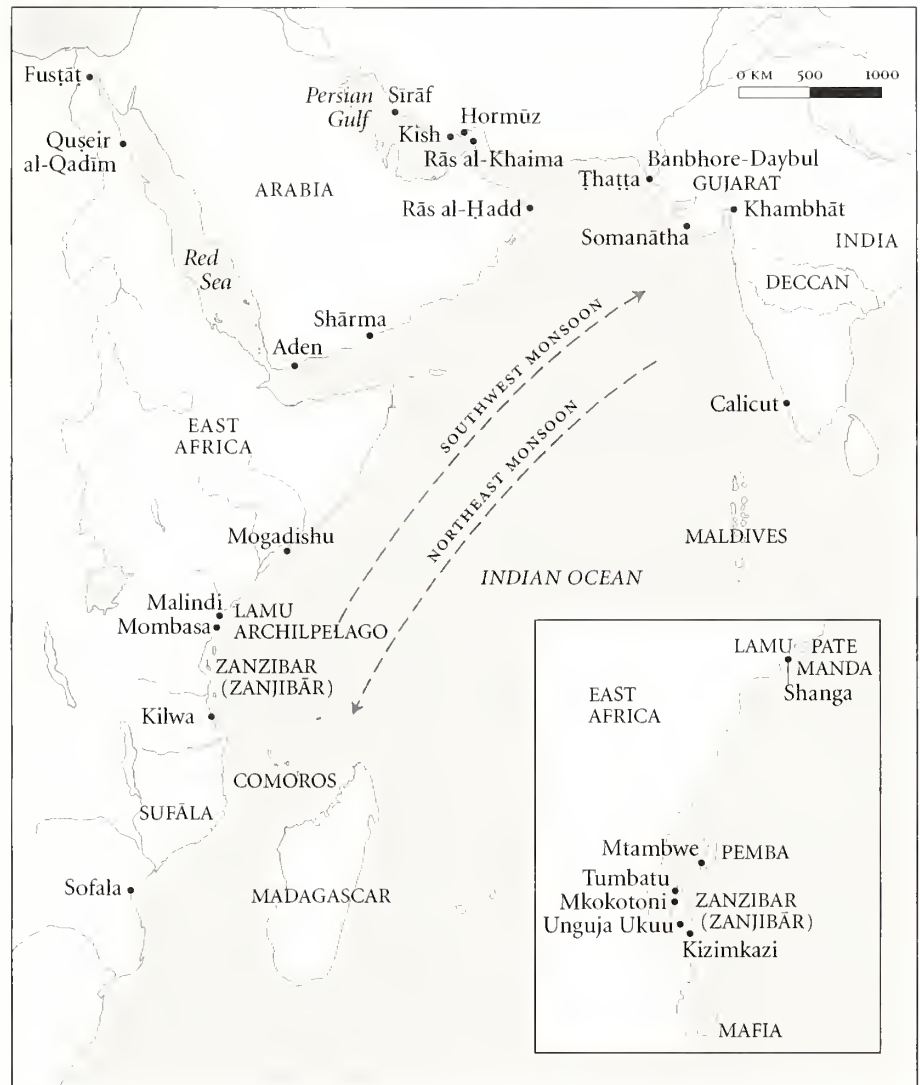 0 KM 500 1000
Fusṭāṭ
Persian
Gulf
Sīrāf
Hormūz
Kish
Rās al-Khaima
Quṣeir
al-Qadīm
Banbhore-Daybul
Ṭhaṭṭa
GUJARAT
ARABIA
Rās al-Ḥadd
Khambhāt
Somanātha
INDIA
Red
Sea
DECCAN
Shārma
Aden
SOUTHWEST MONSOON
NORTHEAST MONSOON
Calicut
EAST
AFRICA
Mogadishu
MALDIVES
INDIAN OCEAN
Malindi
Mombasa
LAMU
ARCHILPELAGO
ZANZIBAR
(ZANJIBĀR)
Kilwa
COMOROS
SUFĀLA
Sofala
MADAGASCAR
LAMU PATE
MANDA
Shanga
EAST
AFRICA
Mtambwe
PEMBA
Tumbatu
Mkokotoni
ZANZIBAR
(ZANJIBĀR)
Unguja Ukuu
Kizimkazi
MAFIA